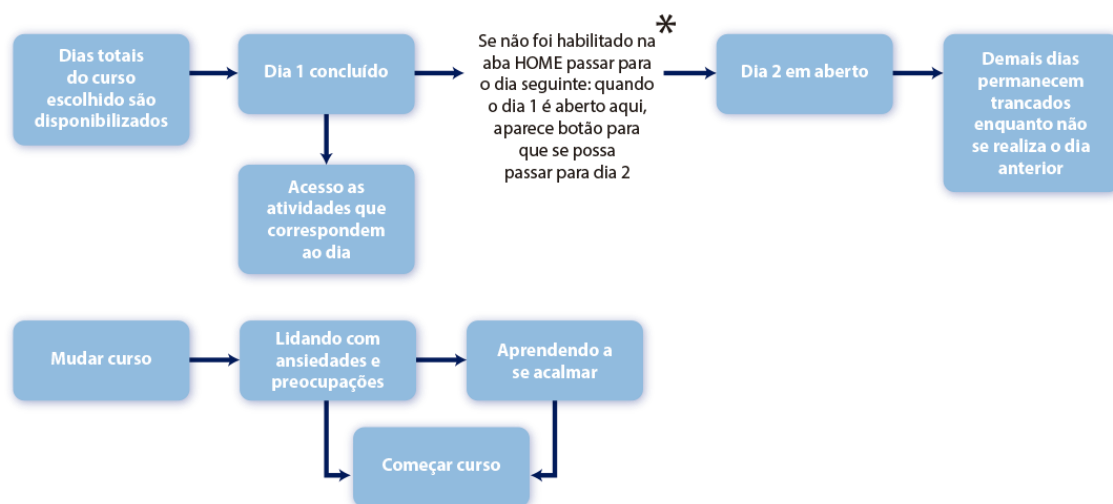 Dias totais
do curso
escolhido são
disponibilizados
Dia 1 concluído
Se não foi habilitado na *
aba HOME passar para
o dia seguinte: quando
o dia 1 é aberto aqui,
aparece botão para
que se possa
passar para dia 2
Dia 2 em aberto
Demais dias
permanecem
trancados
enquanto não
se realiza o dia
anterior
Acesso as
atividades que
correspondem
ao dia
Mudar curso
Lidando com
ansiedades e
preocupações
Aprendendo a
se acalmar
Começar curso